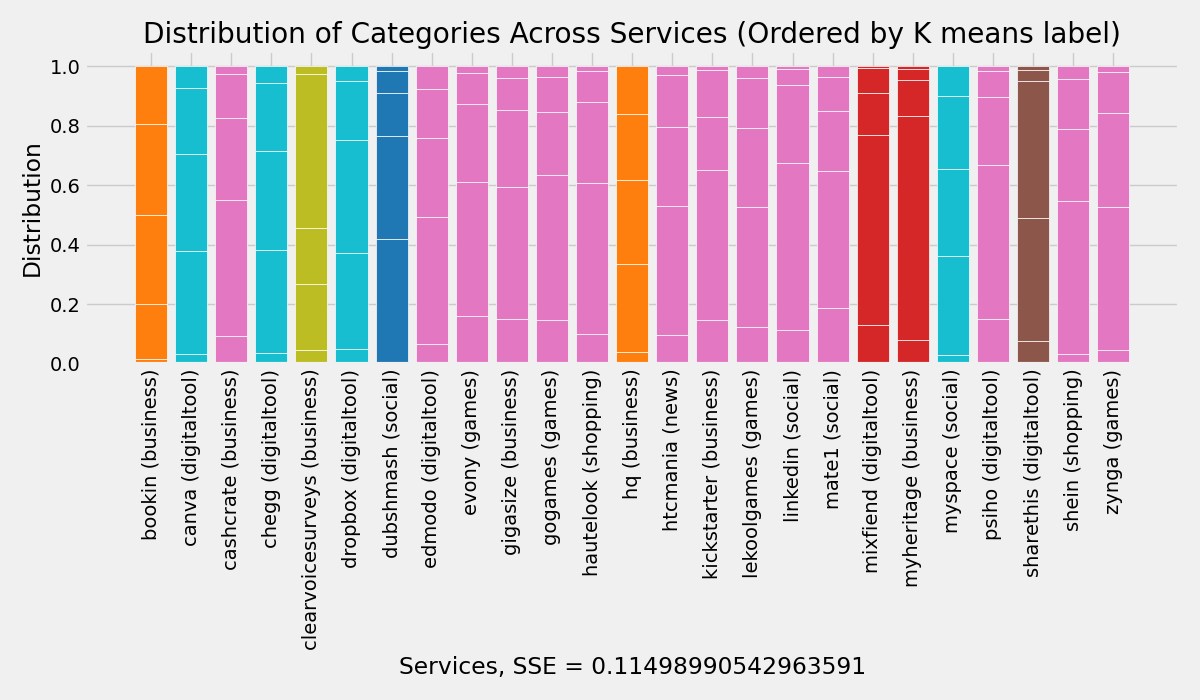 Distribution of Categories Across Services (Ordered by K means label)
Distribution
1.0
0.8
0.6
0.4
0.2
0.0
bookin (business)
canva (digitaltool)
cashcrate (business)
chegg (digitaltool)
clearvoicesurveys (business)
dropbox (digitaltool)
dubshmash (social)
edmodo (digitaltool)
evony (games)
gigasize (business)
gogames (games)
hautelook (shopping)
hq (business)
htcmania (news)
kickstarter (business)
lekoolgames (games)
linkedin (social)
mate1 (social)
mixfiend (digitaltool)
myheritage (business)
myspace (social)
psiho (digitaltool)
sharethis (digitaltool)
shein (shopping)
zynga (games)
Services, SSE = 0.11498990542963591